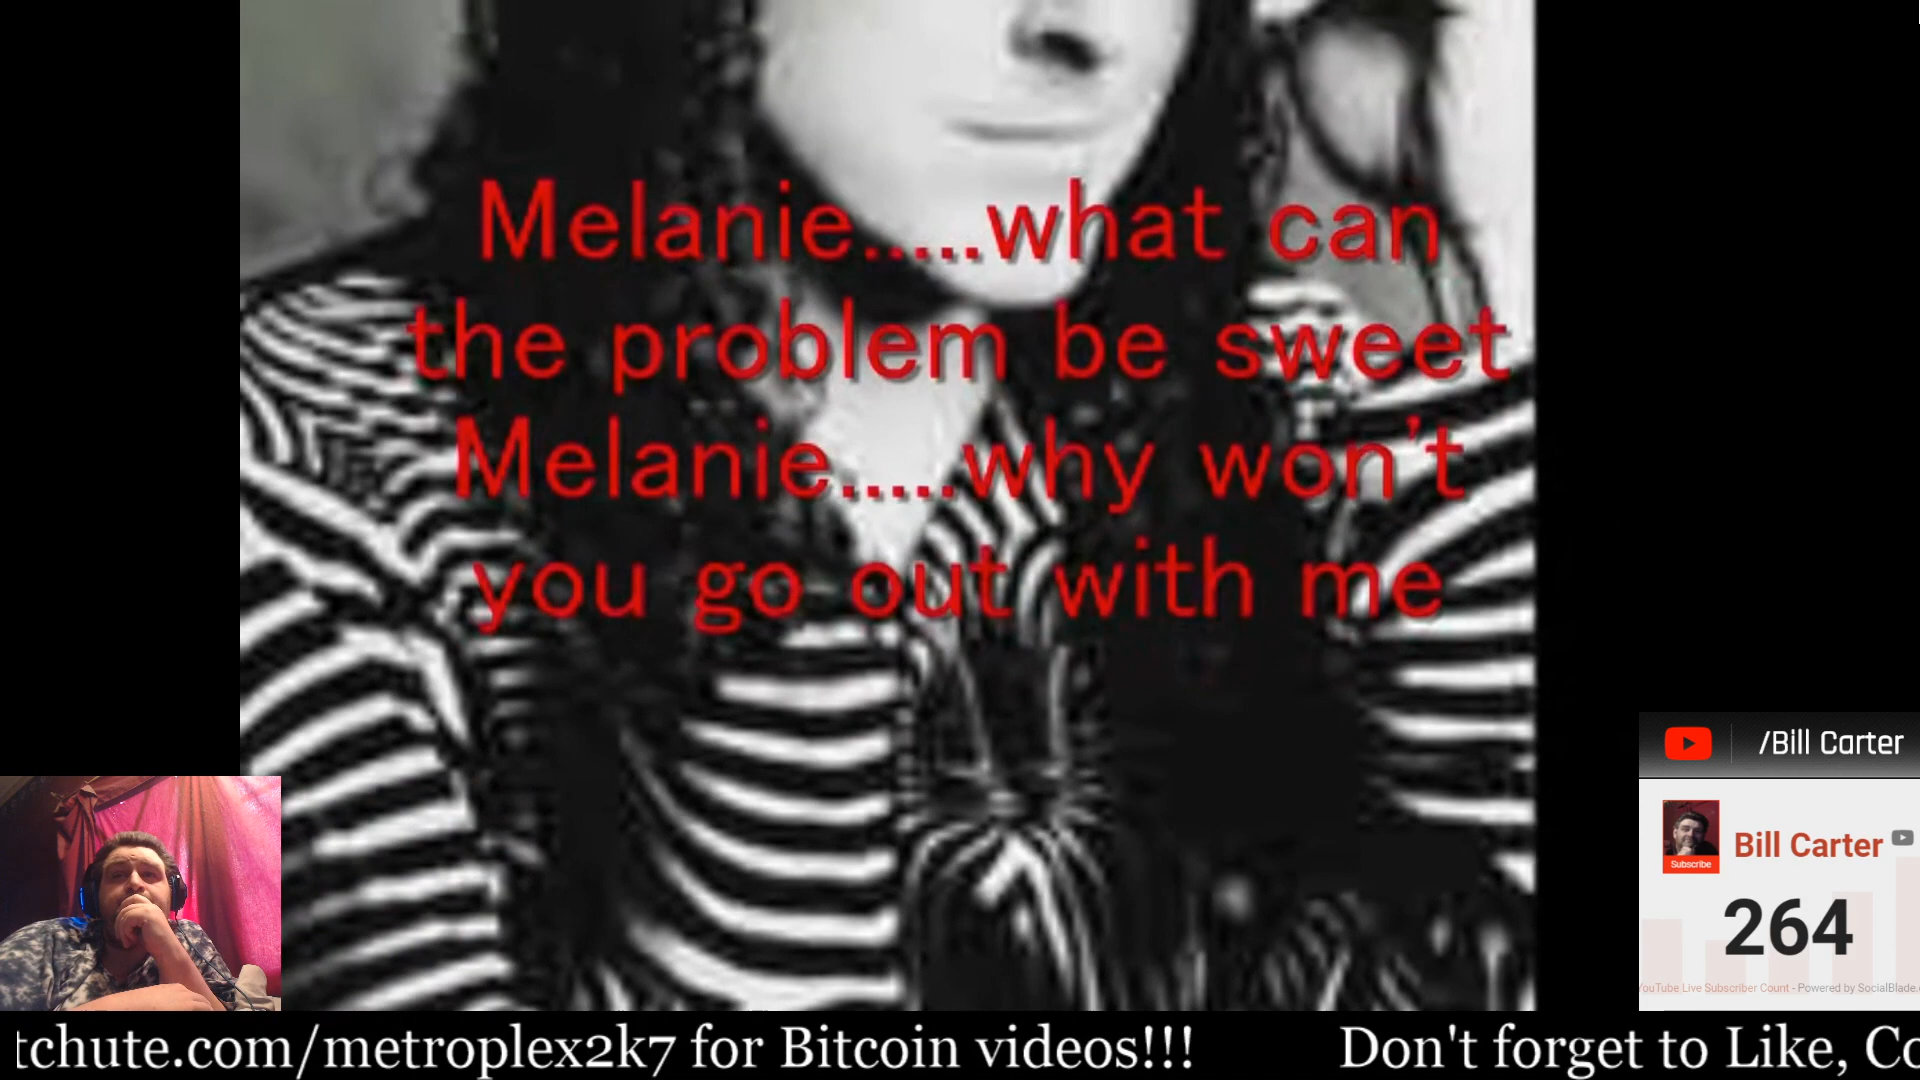 Melanie.....what can
the problem be sweet
Melanie.....why won't
you go out with me
/Bill Carter
Subscribe
Bill Carter
264
YouTube Live Subscriber Count - Powered by SocialBlade.c
tchute.com/metroplex2k7 for Bitcoin videos!!! Don't forget to Like, Co